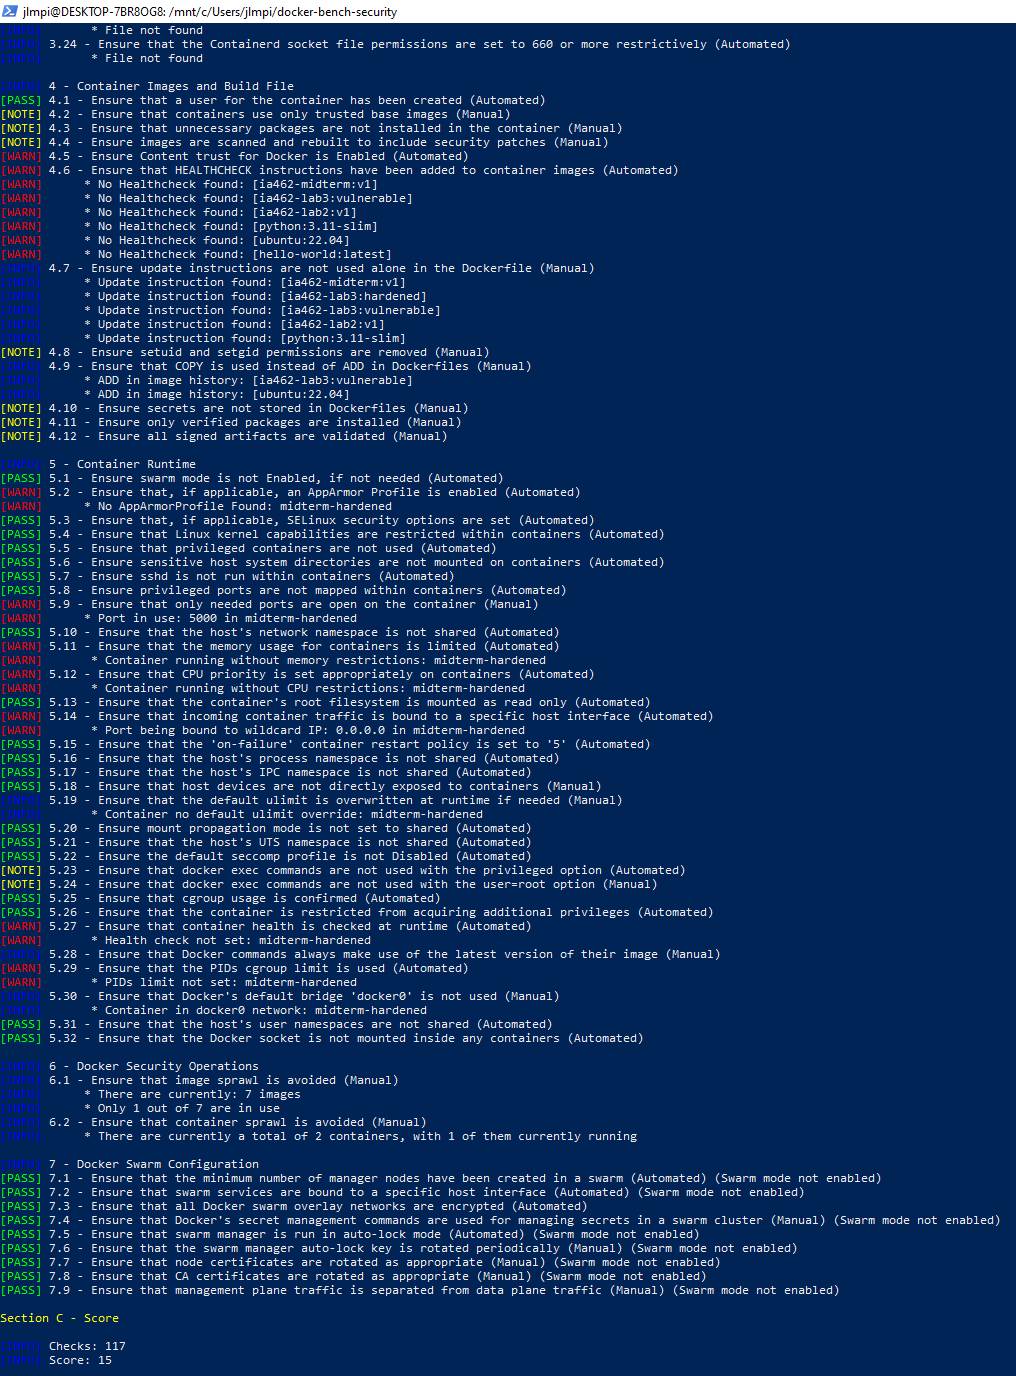 jlmpi@DESKTOP-7BR8OG8: /mnt/c/Users/jlmpi/docker-bench-security
[INFO]       * File not found
[INFO] 3.24 - Ensure that the Containerd socket file permissions are set to 660 or more restrictively (Automated)
[INFO]       * File not found
[INFO] 4 - Container Images and Build File
[PASS] 4.1 - Ensure that a user for the container has been created (Automated)
[NOTE] 4.2 - Ensure that containers use only trusted base images (Manual)
[NOTE] 4.3 - Ensure that unnecessary packages are not installed in the container (Manual)
[NOTE] 4.4 - Ensure images are scanned and rebuilt to include security patches (Manual)
[WARN] 4.5 - Ensure Content trust for Docker is Enabled (Automated)
[WARN] 4.6 - Ensure that HEALTHCHECK instructions have been added to container images (Automated)
[WARN]      * No Healthcheck found: [ia462-midterm:v1]
[WARN]      * No Healthcheck found: [ia462-lab3:vulnerable]
[WARN]      * No Healthcheck found: [ia462-lab2:v1]
[WARN]      * No Healthcheck found: [python:3.11-slim]
[WARN]      * No Healthcheck found: [ubuntu:22.04]
[WARN]      * No Healthcheck found: [hello-world:latest]
[INFO] 4.7 - Ensure update instructions are not used alone in the Dockerfile (Manual)
[INFO]      * Update instruction found: [ia462-midterm:v1]
[INFO]      * Update instruction found: [ia462-lab3:hardened]
[INFO]      * Update instruction found: [ia462-lab3:vulnerable]
[INFO]      * Update instruction found: [ia462-lab2:v1]
[INFO]      * Update instruction found: [python:3.11-slim]
[NOTE] 4.8 - Ensure setuid and setgid permissions are removed (Manual)
[INFO] 4.9 - Ensure that COPY is used instead of ADD in Dockerfiles (Manual)
[INFO]      * ADD in image history: [ia462-lab3:vulnerable]
[INFO]      * ADD in image history: [ubuntu:22.04]
[NOTE] 4.10 - Ensure secrets are not stored in Dockerfiles (Manual)
[NOTE] 4.11 - Ensure only verified packages are installed (Manual)
[NOTE] 4.12 - Ensure all signed artifacts are validated (Manual)
[INFO] 5 - Container Runtime
[PASS] 5.1 - Ensure swarm mode is not Enabled, if not needed (Automated)
[WARN] 5.2 - Ensure that, if applicable, an AppArmor Profile is enabled (Automated)
[WARN]      * No AppArmorProfile Found: midterm-hardened
[PASS] 5.3 - Ensure that, if applicable, SELinux security options are set (Automated)
[PASS] 5.4 - Ensure that Linux kernel capabilities are restricted within containers (Automated)
[PASS] 5.5 - Ensure that privileged containers are not used (Automated)
[PASS] 5.6 - Ensure sensitive host system directories are not mounted on containers (Automated)
[PASS] 5.7 - Ensure sshd is not run within containers (Automated)
[PASS] 5.8 - Ensure privileged ports are not mapped within containers (Automated)
[WARN] 5.9 - Ensure that only needed ports are open on the container (Manual)
[WARN]      * Port in use: 5000 in midterm-hardened
[PASS] 5.10 - Ensure that the host's network namespace is not shared (Automated)
[WARN] 5.11 - Ensure that the memory usage for containers is limited (Automated)
[WARN]       * Container running without memory restrictions: midterm-hardened
[WARN] 5.12 - Ensure that CPU priority is set appropriately on containers (Automated)
[WARN]       * Container running without CPU restrictions: midterm-hardened
[PASS] 5.13 - Ensure that the container's root filesystem is mounted as read only (Automated)
[WARN] 5.14 - Ensure that incoming container traffic is bound to a specific host interface (Automated)
[WARN]       * Port being bound to wildcard IP: 0.0.0.0 in midterm-hardened
[PASS] 5.15 - Ensure that the 'on-failure' container restart policy is set to '5' (Automated)
[PASS] 5.16 - Ensure that the host's process namespace is not shared (Automated)
[PASS] 5.17 - Ensure that the host's IPC namespace is not shared (Automated)
[PASS] 5.18 - Ensure that host devices are not directly exposed to containers (Manual)
[INFO] 5.19 - Ensure that the default ulimit is overwritten at runtime if needed (Manual)
[INFO]       * Container no default ulimit override: midterm-hardened
[PASS] 5.20 - Ensure mount propagation mode is not set to shared (Automated)
[PASS] 5.21 - Ensure that the host's UTS namespace is not shared (Automated)
[PASS] 5.22 - Ensure the default seccomp profile is not Disabled (Automated)
[NOTE] 5.23 - Ensure that docker exec commands are not used with the privileged option (Automated)
[NOTE] 5.24 - Ensure that docker exec commands are not used with the user=root option (Manual)
[PASS] 5.25 - Ensure that cgroup usage is confirmed (Automated)
[PASS] 5.26 - Ensure that the container is restricted from acquiring additional privileges (Automated)
[WARN] 5.27 - Ensure that container health is checked at runtime (Automated)
[WARN]       * Health check not set: midterm-hardened
[INFO] 5.28 - Ensure that Docker commands always make use of the latest version of their image (Manual)
[WARN] 5.29 - Ensure that the PIDs cgroup limit is used (Automated)
[WARN]       * PIDs limit not set: midterm-hardened
[INFO] 5.30 - Ensure that Docker's default bridge 'docker0' is not used (Manual)
[INFO]       * Container in docker0 network: midterm-hardened
[PASS] 5.31 - Ensure that the host's user namespaces are not shared (Automated)
[PASS] 5.32 - Ensure that the Docker socket is not mounted inside any containers (Automated)
[INFO] 6 - Docker Security Operations
[INFO] 6.1 - Ensure that image sprawl is avoided (Manual)
[INFO]      * There are currently: 7 images
[INFO]      * Only 1 out of 7 are in use
[INFO] 6.2 - Ensure that container sprawl is avoided (Manual)
[INFO]      * There are currently a total of 2 containers, with 1 of them currently running
[INFO] 7 - Docker Swarm Configuration
[PASS] 7.1 - Ensure that the minimum number of manager nodes have been created in a swarm (Automated) (Swarm mode not enabled)
[PASS] 7.2 - Ensure that swarm services are bound to a specific host interface (Automated) (Swarm mode not enabled)
[PASS] 7.3 - Ensure that all Docker swarm overlay networks are encrypted (Automated)
[PASS] 7.4 - Ensure that Docker's secret management commands are used for managing secrets in a swarm cluster (Manual) (Swarm mode not enabled)
[PASS] 7.5 - Ensure that swarm manager is run in auto-lock mode (Automated) (Swarm mode not enabled)
[PASS] 7.6 - Ensure that the swarm manager auto-lock key is rotated periodically (Manual) (Swarm mode not enabled)
[PASS] 7.7 - Ensure that node certificates are rotated as appropriate (Manual) (Swarm mode not enabled)
[PASS] 7.8 - Ensure that CA certificates are rotated as appropriate (Manual) (Swarm mode not enabled)
[PASS] 7.9 - Ensure that management plane traffic is separated from data plane traffic (Manual) (Swarm mode not enabled)
Section C - Score
[INFO] Checks: 117
[INFO] Score: 15